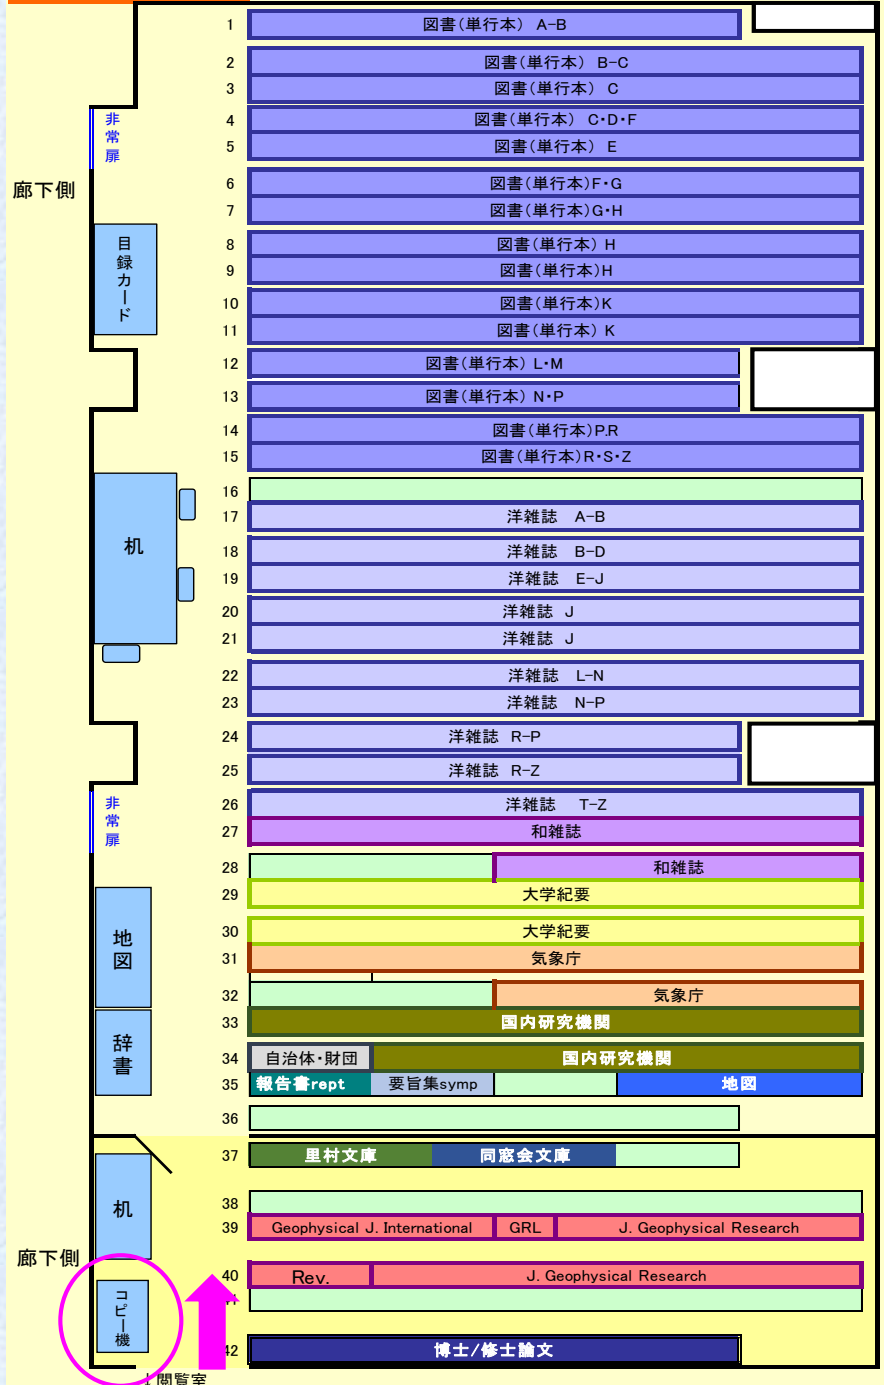 1 図書(単行本) A-B
2 図書(単行本) B-C
3 図書(単行本) C
4 図書(単行本) C・D・F
5 図書(単行本) E
非常扉
廊下側
6 図書(単行本)F・G
7 図書(単行本)G・H
8 図書(単行本) H
9 図書(単行本)H
目録カード
10 図書(単行本)K
11 図書(単行本) K
12 図書(単行本) L・M
13 図書(単行本) N・P
14 図書(単行本)P.R
15 図書(単行本)R・S・Z
16
17 洋雑誌 A-B
机
18 洋雑誌 B-D
19 洋雑誌 E-J
20 洋雑誌 J
21 洋雑誌 J
22 洋雑誌 L-N
23 洋雑誌 N-P
24 洋雑誌 R-P
25 洋雑誌 R-Z
26 洋雑誌 T-Z
非常扉
27 和雑誌
28 和雑誌
29 大学紀要
30 大学紀要
地図
31 気象庁
32 気象庁
33 国内研究機関
辞書
34 自治体・財団 国内研究機関
35 報告書rept 要旨集symp 地図
36
37 里村文庫 同窓会文庫
机
38
39 Geophysical J. International GRL J. Geophysical Research
廊下側
40 Rev. J. Geophysical Research
コピー機
42 博士/修士論文
閲覧室